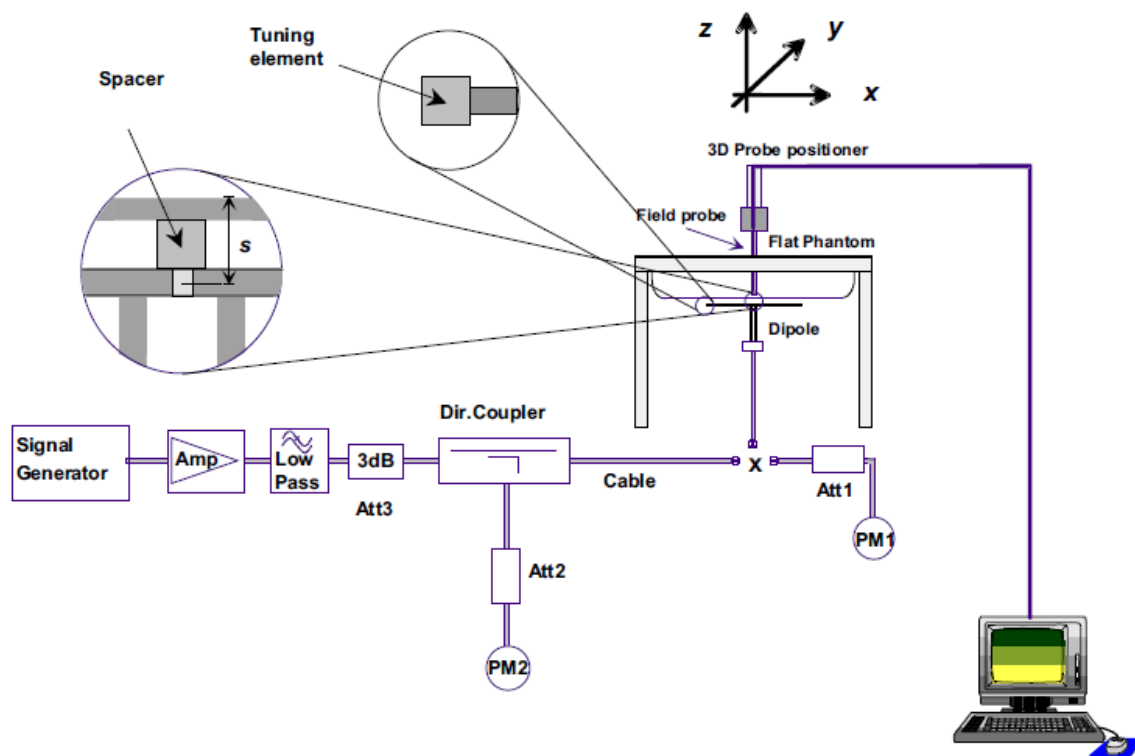 Tuning
element
z
y
x
Spacer
3D Probe positioner
Field probe
Flat Phantom
s
Dipole
Dir.Coupler
Signal
Generator
Amp
Low
Pass
3dB
Att3
Cable
x
Att1
PM1
Att2
PM2